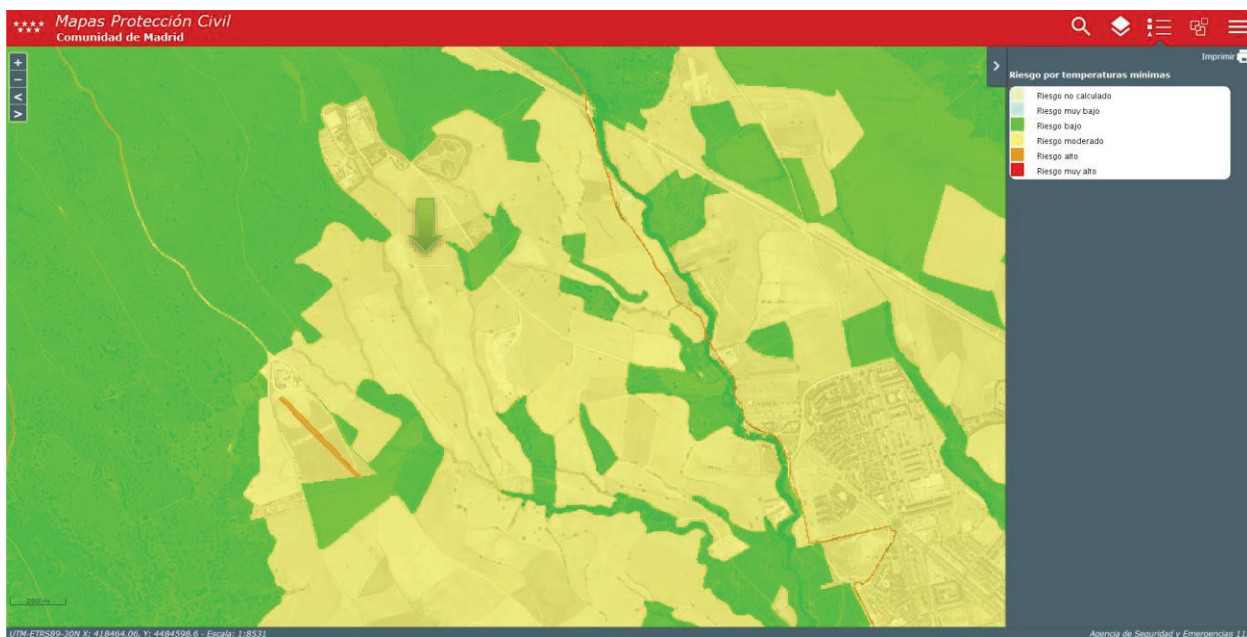 Mapas Protección Civil
Comunidad de Madrid
+
−
<
>
>
Imprimir
Riesgo por temperaturas mínimas
Riesgo no calculado
Riesgo muy bajo
Riesgo bajo
Riesgo moderado
Riesgo alto
Riesgo muy alto
200 m
UTM-ETRS89-30N X: 418464.06, Y: 4484598.6 - Escala: 1:8531
Agencia de Seguridad y Emergencias 11